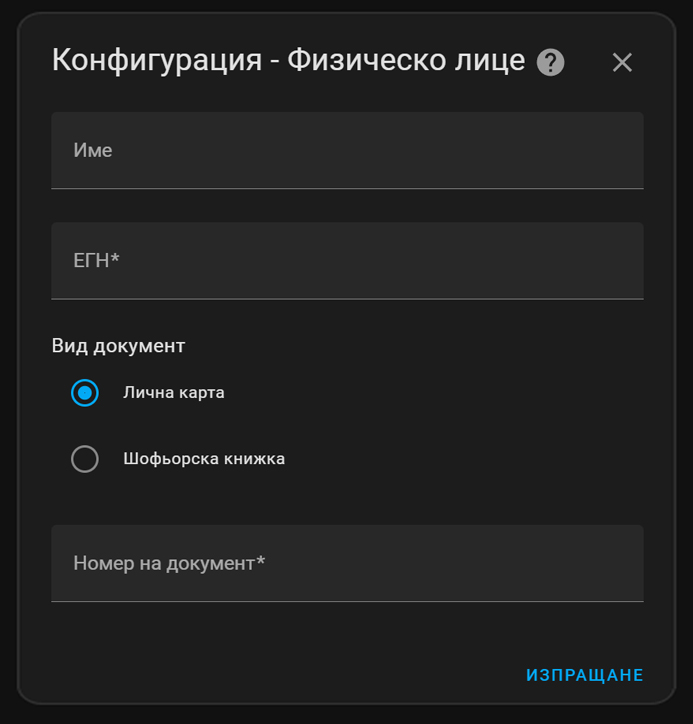 Конфигурация - Физическо лице
Име
ЕГН*
Вид документ
Лична карта
Шофьорска книжка
Номер на документ*
ИЗПРАЩАНЕ